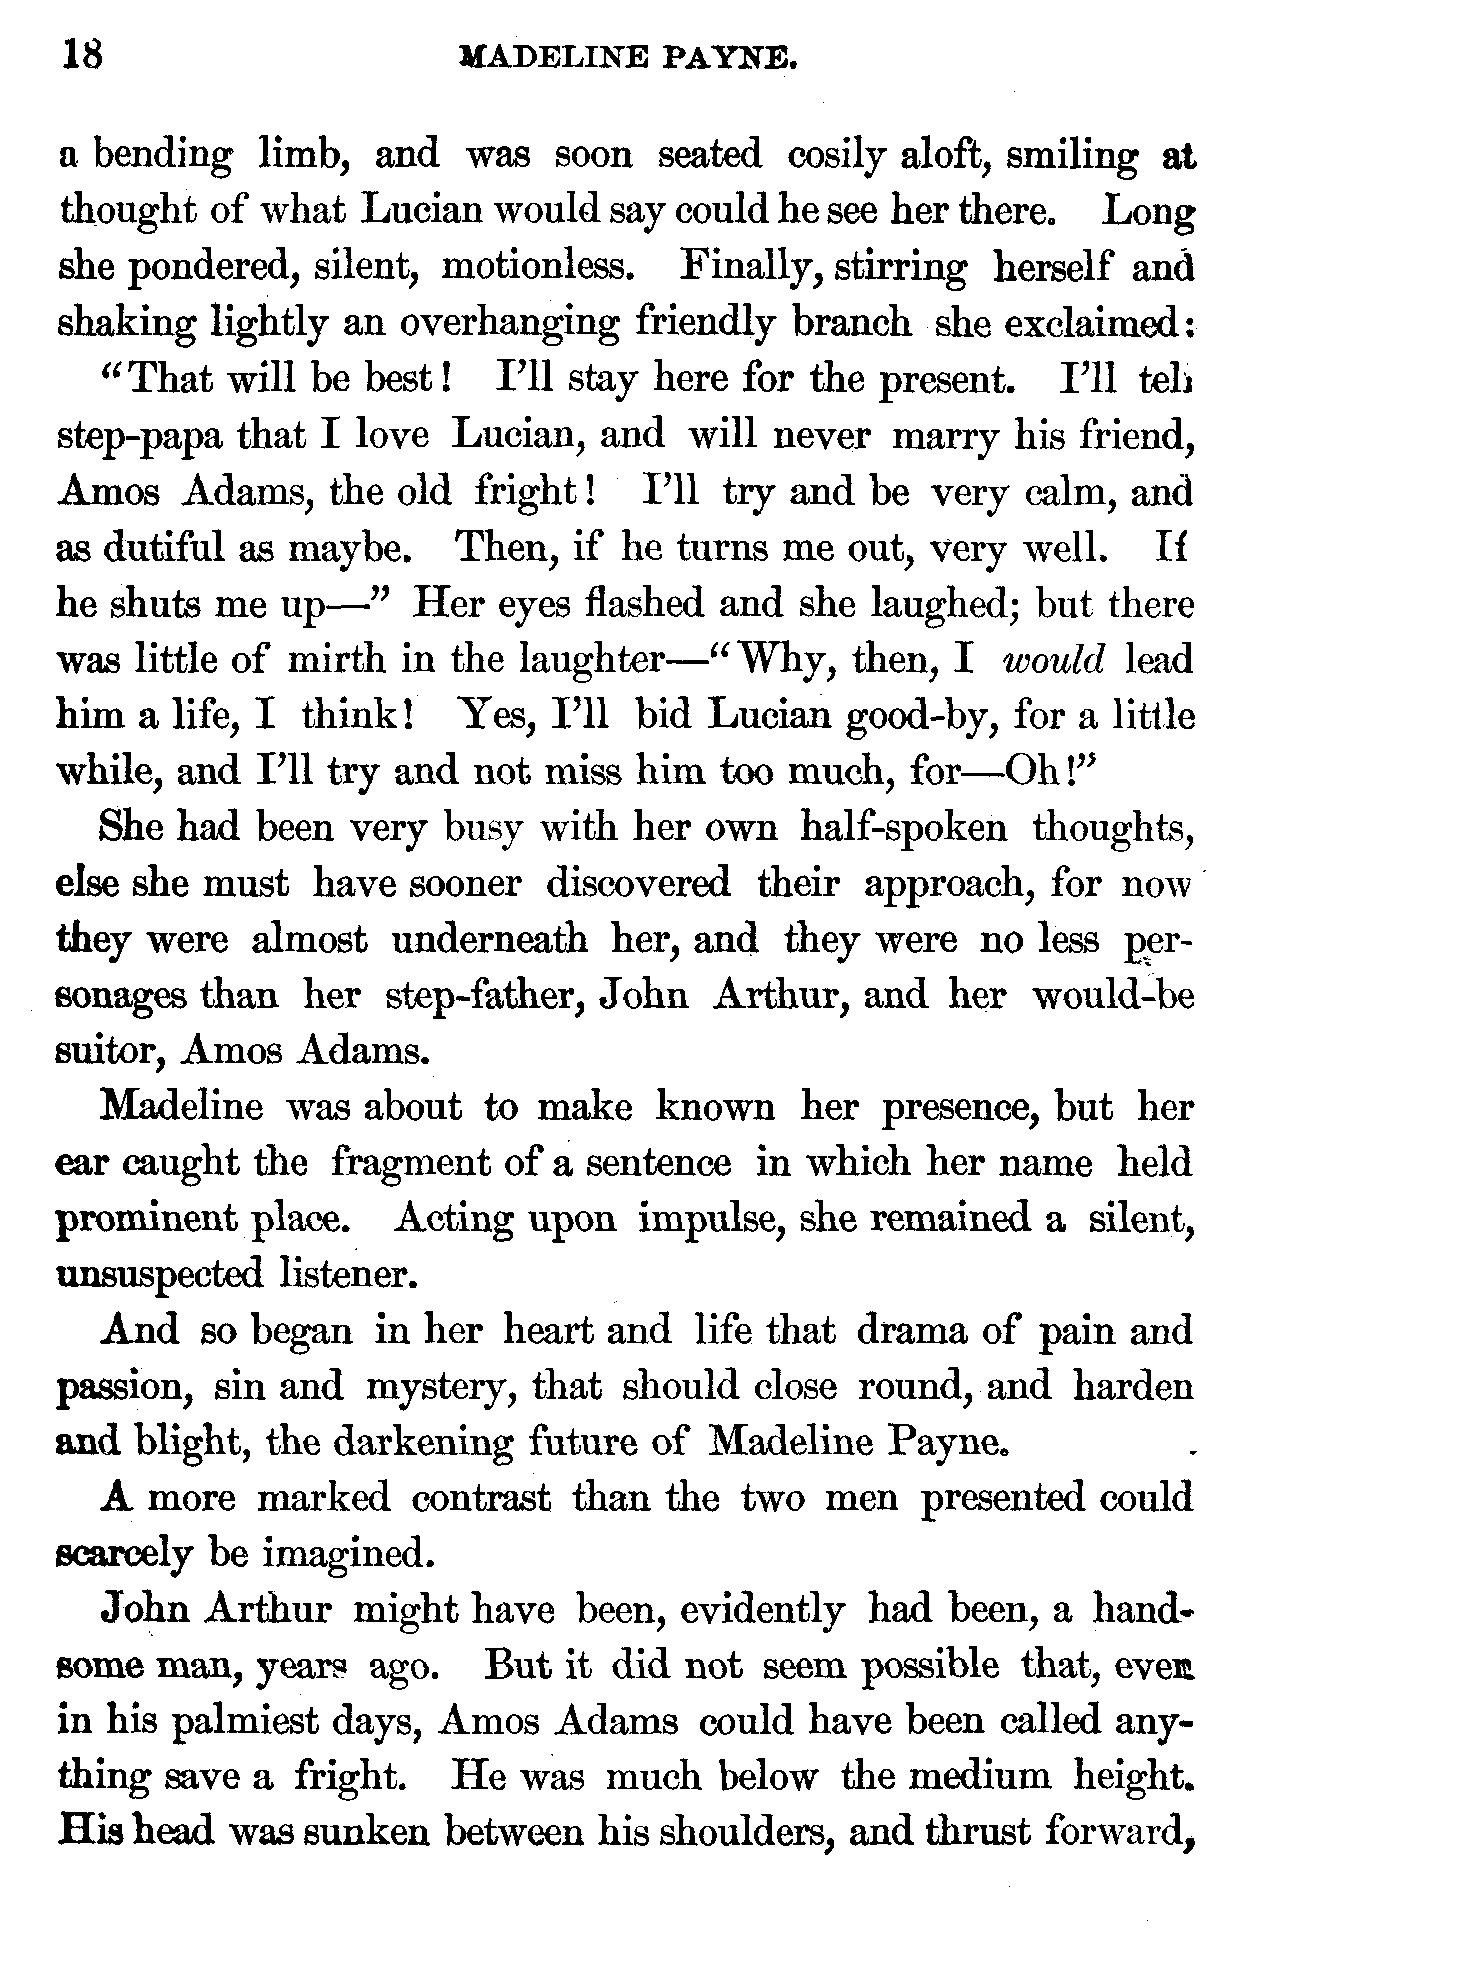 18 MADELINE PAYNE.
a bending limb, and was soon seated cosily aloft, smiling at
thought of what Lucian would say could he see her there. Long
she pondered, silent, motionless. Finally, stirring herself and
shaking lightly an overhanging friendly branch she exclaimed:
"That will be best! I'll stay here for the present. I'll tell
step-papa that I love Lucian, and will never marry his friend,
Amos Adams, the old fright! I'll try and be very calm, and
as dutiful as maybe. Then, if he turns me out, very well. If
he shuts me up—" Her eyes flashed and she laughed; but there
was little of mirth in the laughter—"Why, then, I would lead
him a life, I think! Yes, I'll bid Lucian good-by, for a little
while, and I'll try and not miss him too much, for—Oh!"
She had been very busy with her own half-spoken thoughts,
else she must have sooner discovered their approach, for now
they were almost underneath her, and they were no less per-
sonages than her step-father, John Arthur, and her would-be
suitor, Amos Adams.
Madeline was about to make known her presence, but her
ear caught the fragment of a sentence in which her name held
prominent place. Acting upon impulse, she remained a silent,
unsuspected listener.
And so began in her heart and life that drama of pain and
passion, sin and mystery, that should close round, and harden
and blight, the darkening future of Madeline Payne.
A more marked contrast than the two men presented could
scarcely be imagined.
John Arthur might have been, evidently had been, a hand-
some man, years ago. But it did not seem possible that, even
in his palmiest days, Amos Adams could have been called any-
thing save a fright. He was much below the medium height.
His head was sunken between his shoulders, and thrust forward,